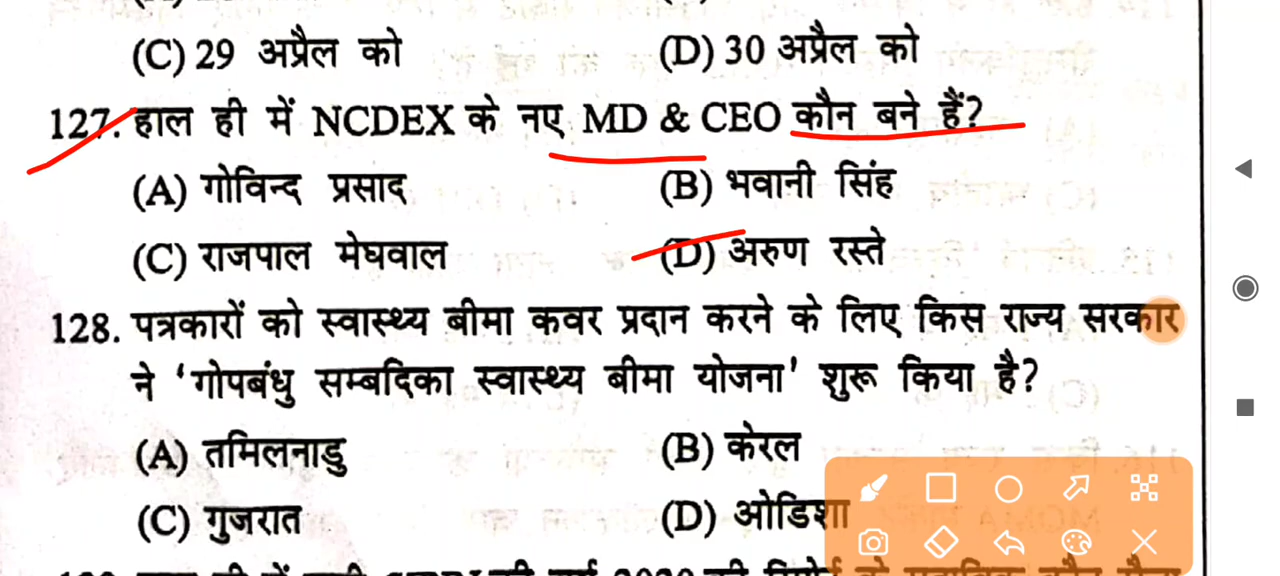 (C) 29 अप्रैल को (D) 30 अप्रैल को
127. हाल ही में NCDEX के नए MD & CEO कौन बने हैं?
(A) गोविन्द प्रसाद (B) भवानी सिंह
(C) राजपाल मेघवाल (D) अरुण रस्ते
128. पत्रकारों को स्वास्थ्य बीमा कवर प्रदान करने के लिए किस राज्य सरकार
ने ‘गोपबंधु सम्बदिका स्वास्थ्य बीमा योजना’ शुरू किया है?
(A) तमिलनाडु (B) केरल
(C) गुजरात (D) ओडिशा